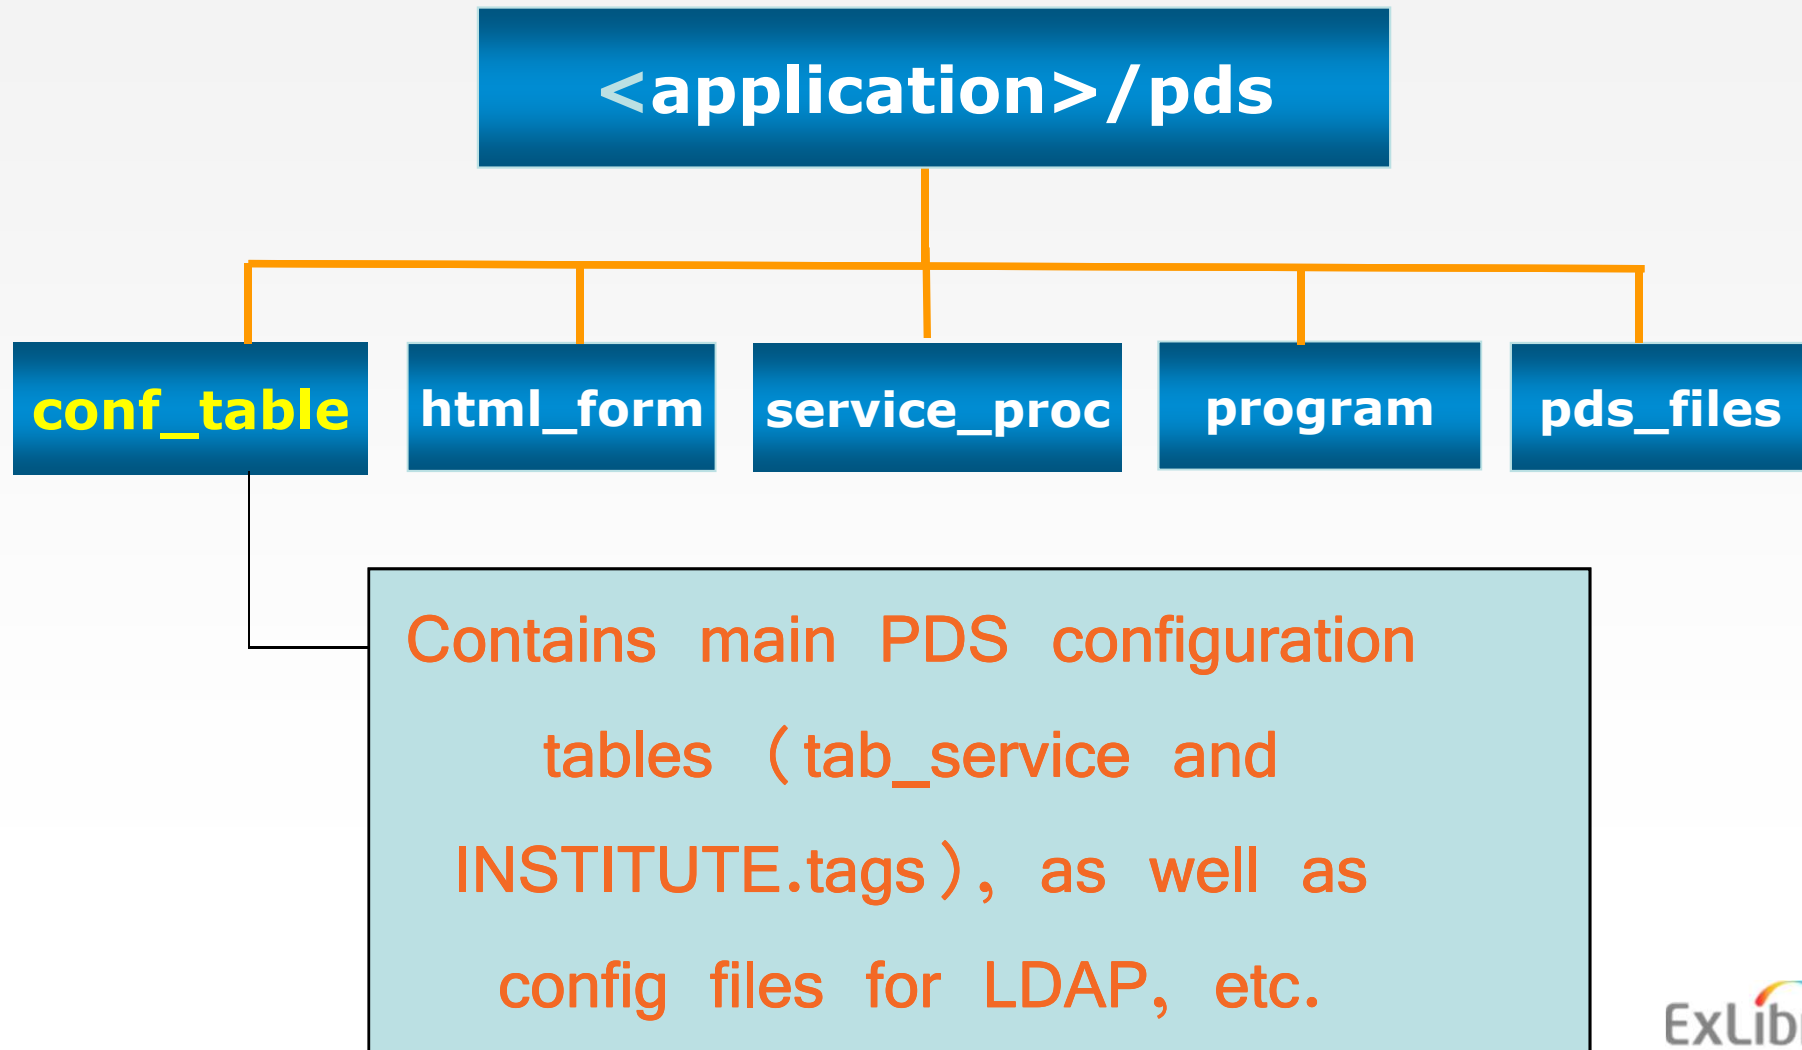 <application>/pds
conf_table
html_form
service_proc
program
pds_files
Contains main PDS configuration
tables (tab_service and
INSTITUTE.tags), as well as
config files for LDAP, etc.